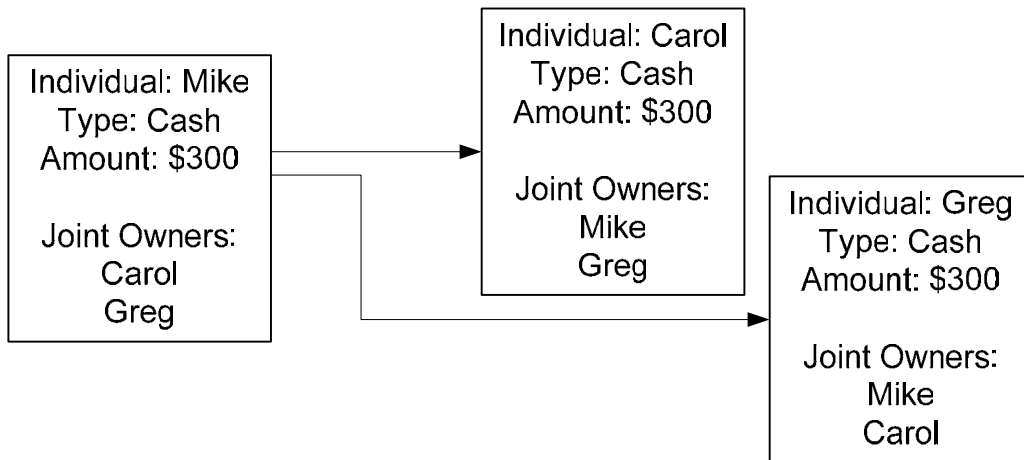 Individual: Mike
Type: Cash
Amount: $300
Joint Owners:
Carol
Greg
Individual: Carol
Type: Cash
Amount: $300
Joint Owners:
Mike
Greg
Individual: Greg
Type: Cash
Amount: $300
Joint Owners:
Mike
Carol